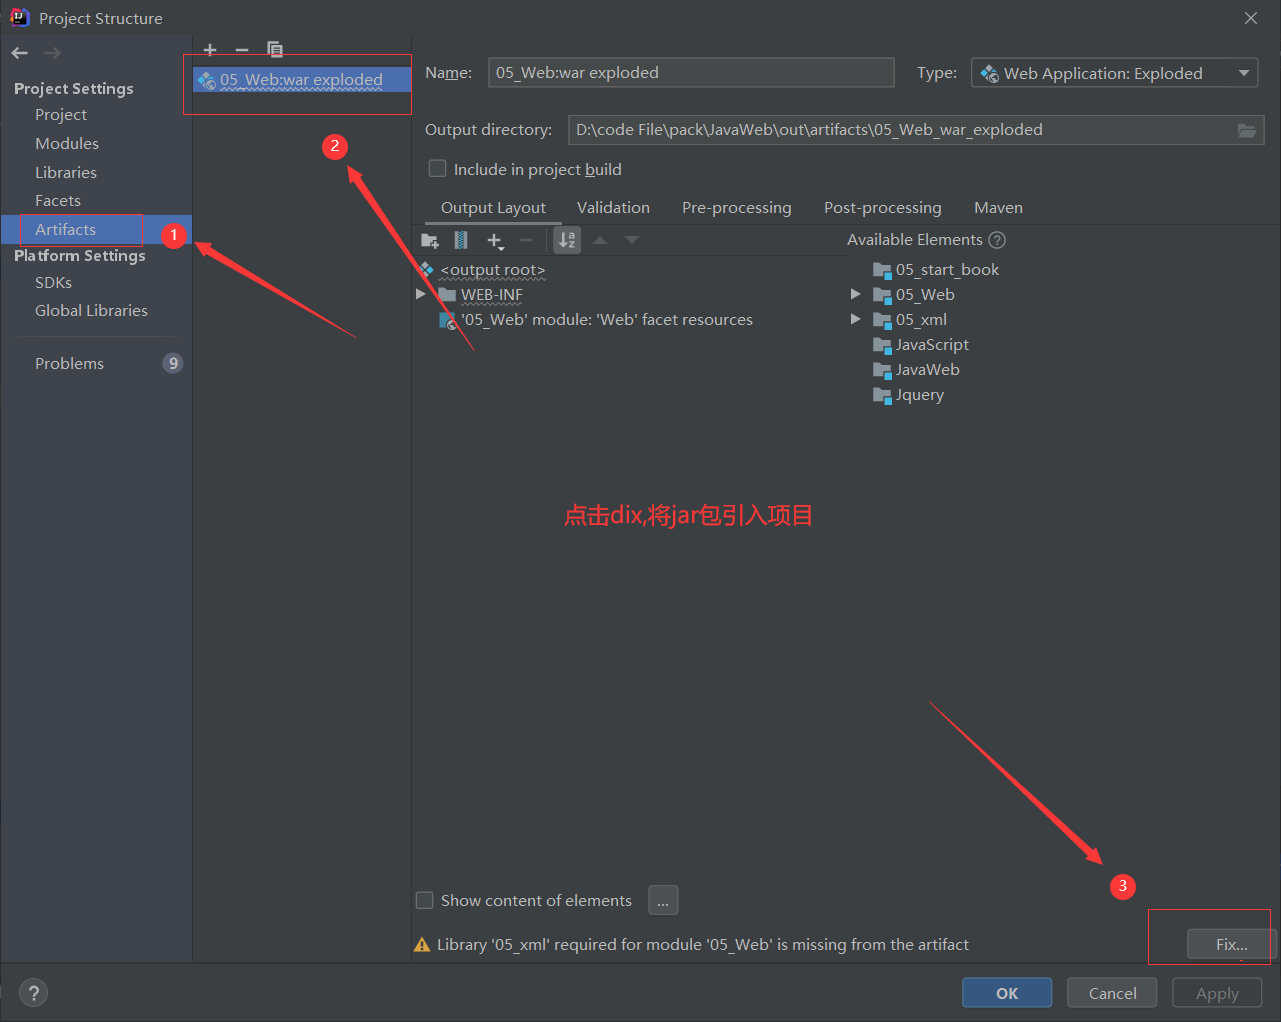 Project Structure
Project Settings
Project
Modules
Libraries
Facets
Artifacts
Platform Settings
SDKs
Global Libraries
Problems 9
1
05_Web:war exploded
2
Name: 05_Web:war exploded Type: Web Application: Exploded
Output directory: D:\code File\pack\JavaWeb\out\artifacts\05_Web_war_exploded
Include in project build
Output Layout Validation Pre-processing Post-processing Maven
Available Elements ?
<output root>
WEB-INF
'05_Web' module: 'Web' facet resources
05_start_book
05_Web
05_xml
JavaScript
JavaWeb
Jquery
点击dix,将jar包引入项目
3
Show content of elements ...
Library '05_xml' required for module '05_Web' is missing from the artifact Fix...
? OK Cancel Apply